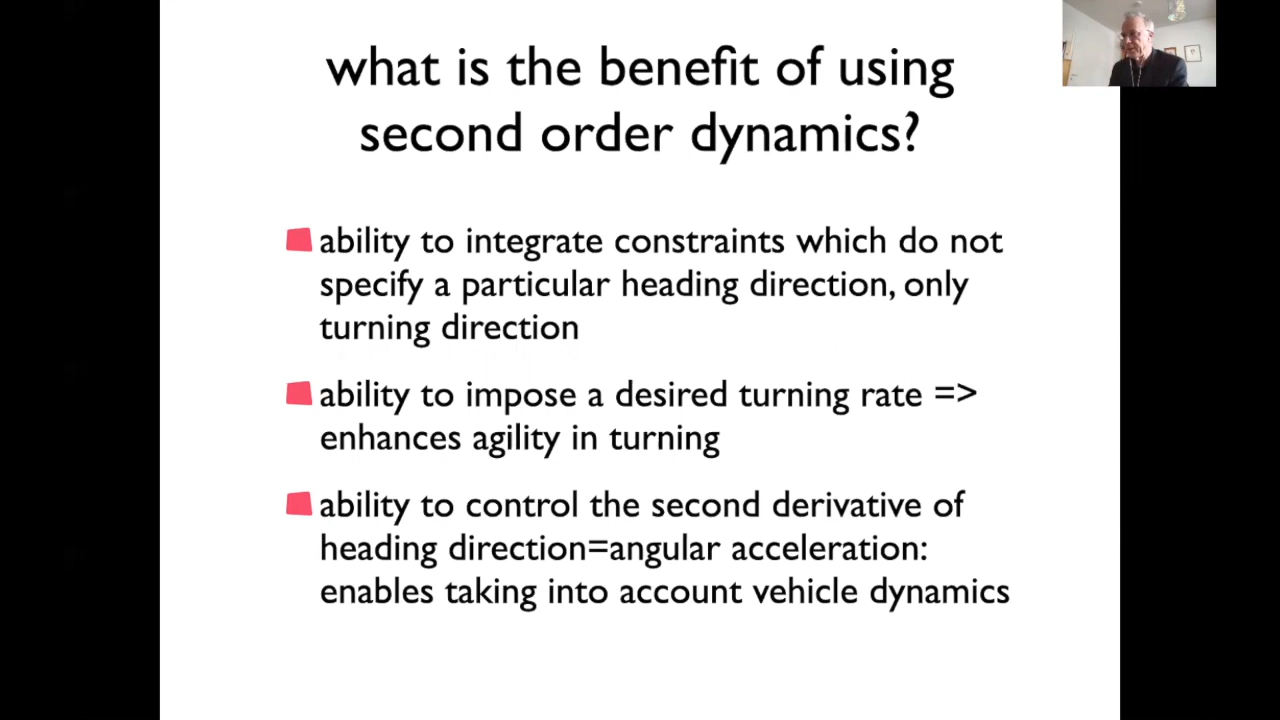 what is the benefit of using
second order dynamics?
ability to integrate constraints which do not
specify a particular heading direction, only
turning direction
ability to impose a desired turning rate =>
enhances agility in turning
ability to control the second derivative of
heading direction=angular acceleration:
enables taking into account vehicle dynamics